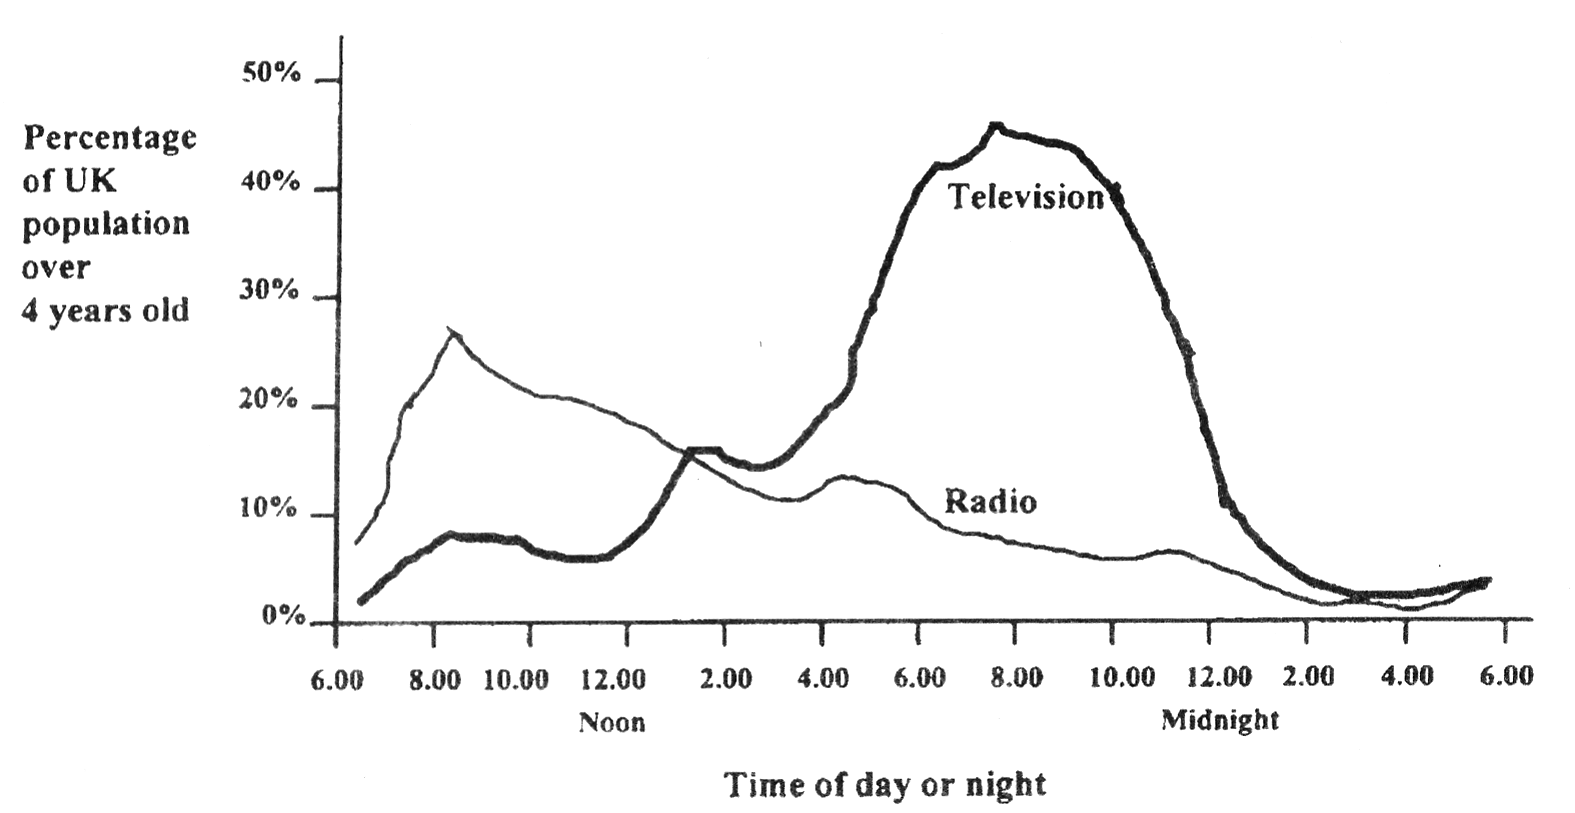 50%
Percentage
of UK
40%
population
over
30%
4 years old
20%
10%
0%
Television
Radio
6.00 8.00 10.00 12.00 2.00 4.00 6.00 8.00 10.00 12.00 2.00 4.00 6.00
Noon Midnight
Time of day or night